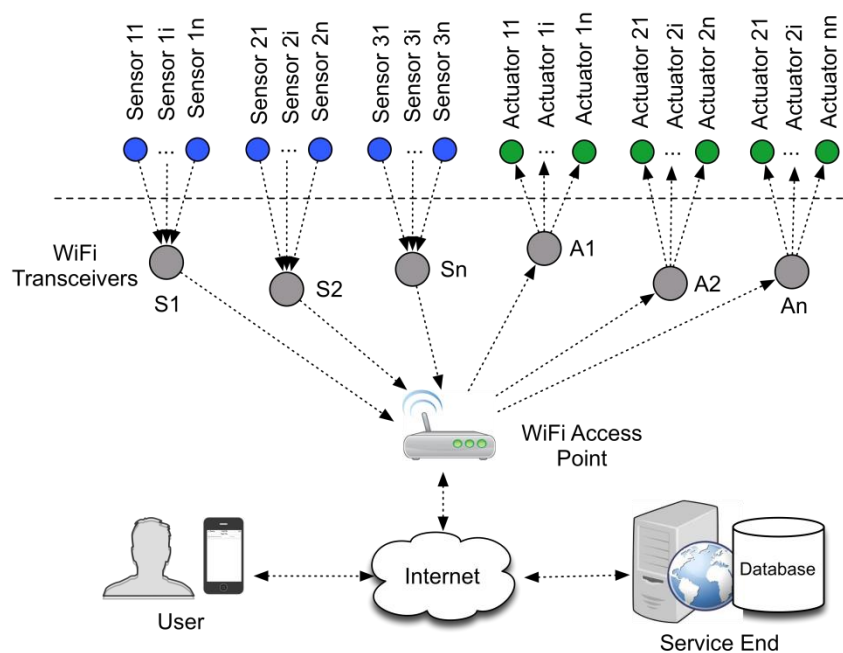 Sensor 11
Sensor 1i
Sensor 1n
Sensor 21
Sensor 2i
Sensor 2n
Sensor 31
Sensor 3i
Sensor 3n
Actuator 11
Actuator 1i
Actuator 1n
Actuator 21
Actuator 2i
Actuator 2n
Actuator 21
Actuator 2i
Actuator nn
... ... ... ... ... ...
WiFi
Transceivers
S1
S2
Sn
A1
A2
An
WiFi Access
Point
Internet
Database
User
Service End